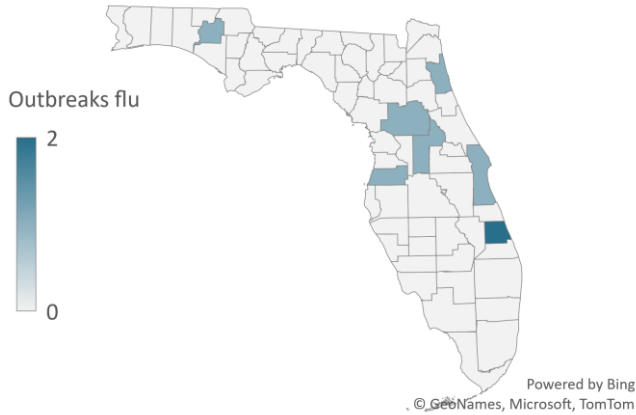 Outbreaks flu
2
0
Powered by Bing
© GeoNames, Microsoft, TomTom